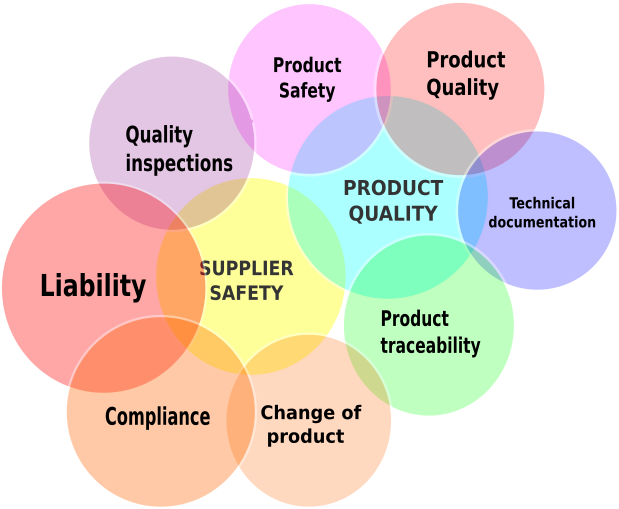 Product
Safety
Product
Quality
Quality
inspections
PRODUCT
QUALITY
Technical
documentation
Liability
SUPPLIER
SAFETY
Product
traceability
Compliance
Change of
product